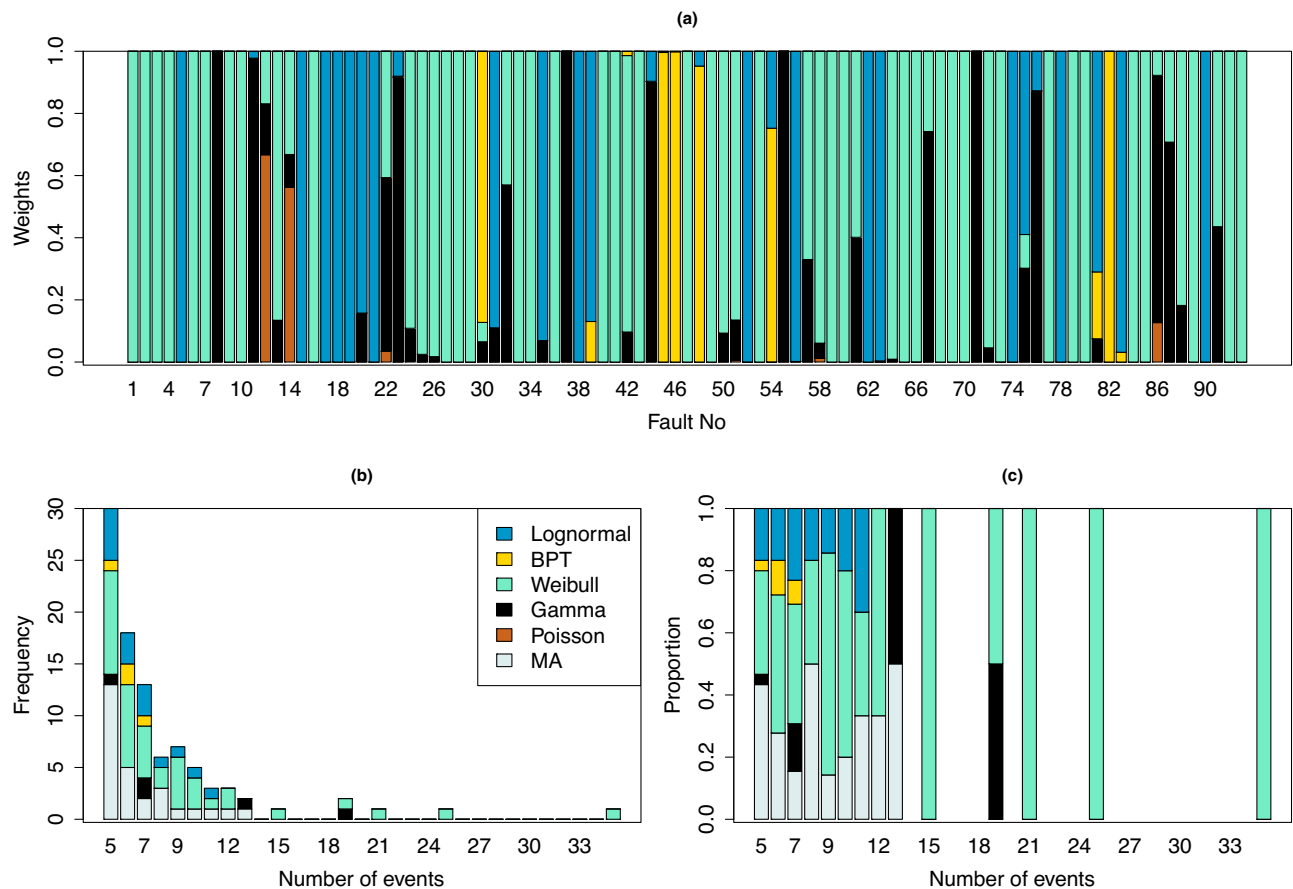 (a)
Weights
0.0 0.2 0.4 0.6 0.8 1.0
1 4 7 10 14 18 22 26 30 34 38 42 46 50 54 58 62 66 70 74 78 82 86 90
Fault No
(b)
Frequency
0 5 10 15 20 25 30
Lognormal
BPT
Weibull
Gamma
Poisson
MA
5 7 9 12 15 18 21 24 27 30 33
Number of events
(c)
Proportion
0.0 0.2 0.4 0.6 0.8 1.0
5 7 9 12 15 18 21 24 27 30 33
Number of events